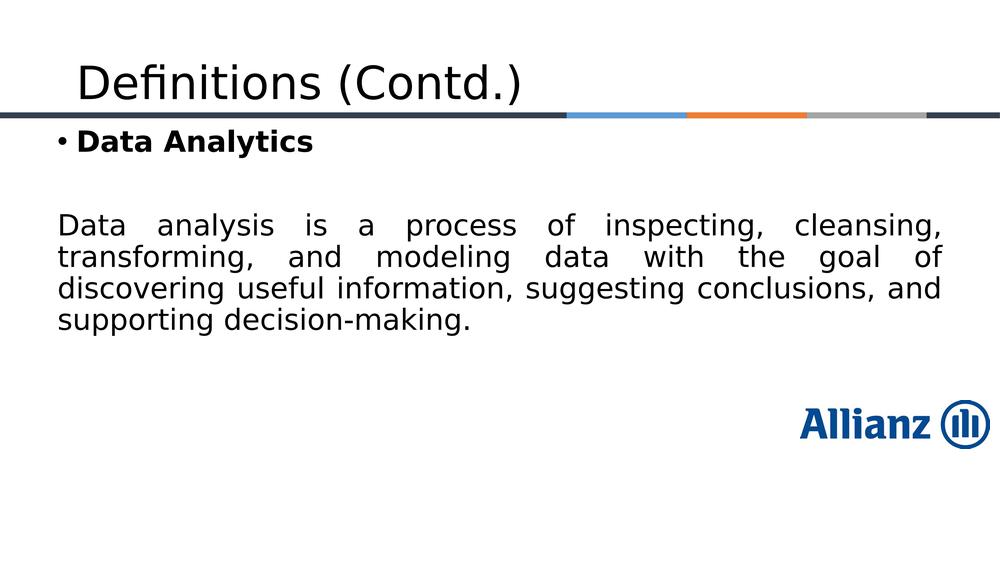 Definitions (Contd.)
• Data Analytics
Data analysis is a process of inspecting, cleansing,
transforming, and modeling data with the goal of
discovering useful information, suggesting conclusions, and
supporting decision-making.
Allianz